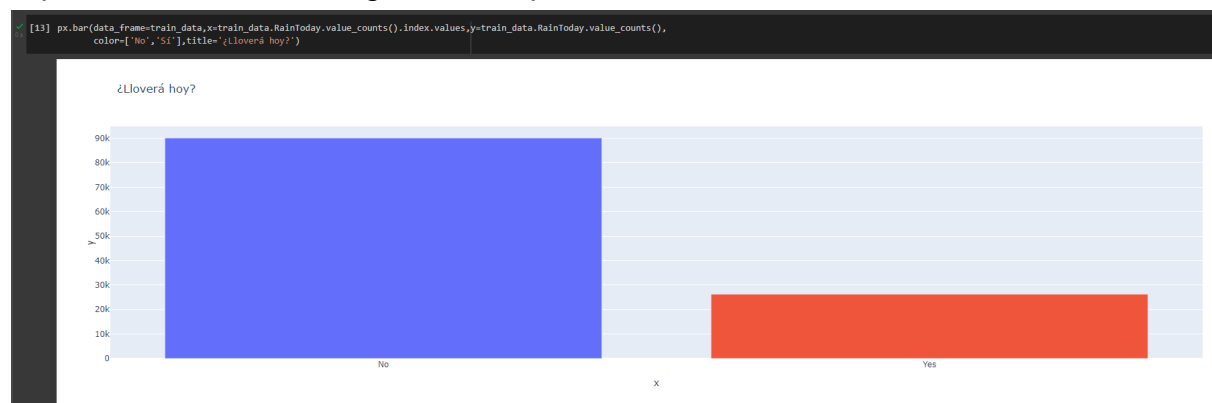 [13] px.bar(data_frame=train_data,x=train_data.RainToday.value_counts().index.values,y=train_data.RainToday.value_counts(),
color=['No','Sí'],title='¿Lloverá hoy?')
¿Lloverá hoy?
90k
80k
70k
60k
50k
40k
30k
20k
10k
0
y
No
Yes
x